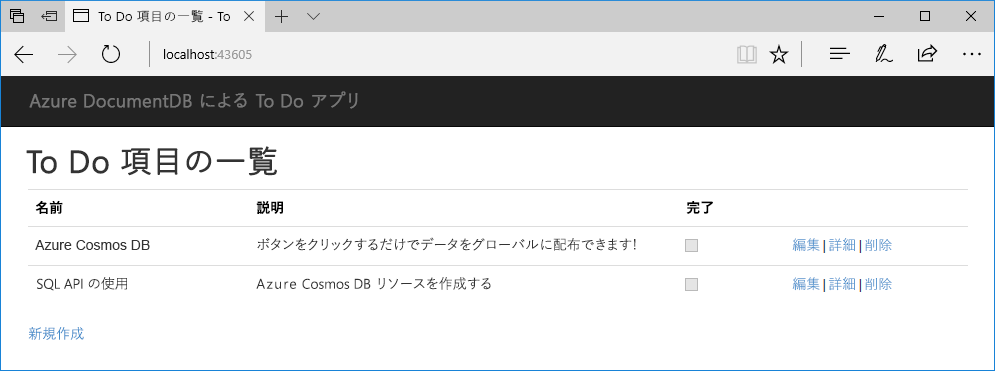 To Do 項目の一覧 - To
localhost:43605
Azure DocumentDB による To Do アプリ
To Do 項目の一覧
名前 説明 完了
Azure Cosmos DB ボタンをクリックするだけでデータをグローバルに配布できます! 編集 | 詳細 | 削除
SQL API の使用 Azure Cosmos DB リソースを作成する 編集 | 詳細 | 削除
新規作成